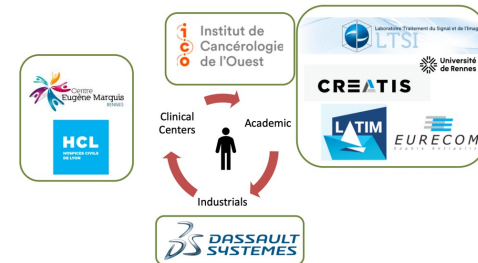 ico
Institut de
Cancérologie
de l'Ouest
Laboratoire Traitement du Signal et de l'Image
LTSI
Université
de Rennes
CREATIS
LATIM
EURECOM
Centre
Eugène Marquis
RENNES
HCL
HOSPICES CIVILS
DE LYON
Clinical
Centers
Academic
Industrials
DASSAULT
SYSTEMES